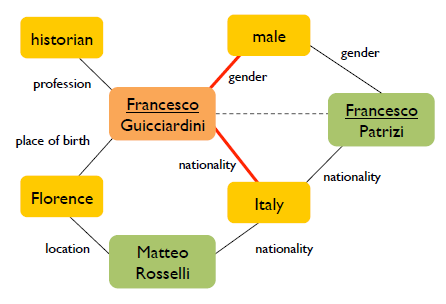 historian
male
gender
profession
gender
Francesco
Guicciardini
Francesco
Patrizi
place of birth
nationality
nationality
Florence
Italy
location
Matteo
Rosselli
nationality